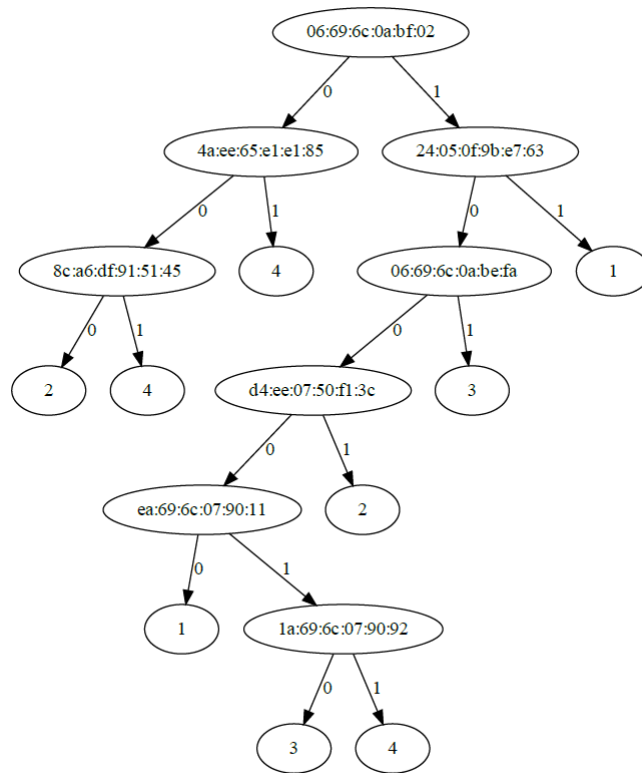 06:69:6c:0a:bf:02
0 1
4a:ee:65:e1:e1:85 24:05:0f:9b:e7:63
0 1 0 1
8c:a6:df:91:51:45 4 06:69:6c:0a:be:fa 1
0 1 0 1
2 4 d4:ee:07:50:f1:3c 3
0 1
ea:69:6c:07:90:11 2
0 1
1 1a:69:6c:07:90:92
0 1
3 4